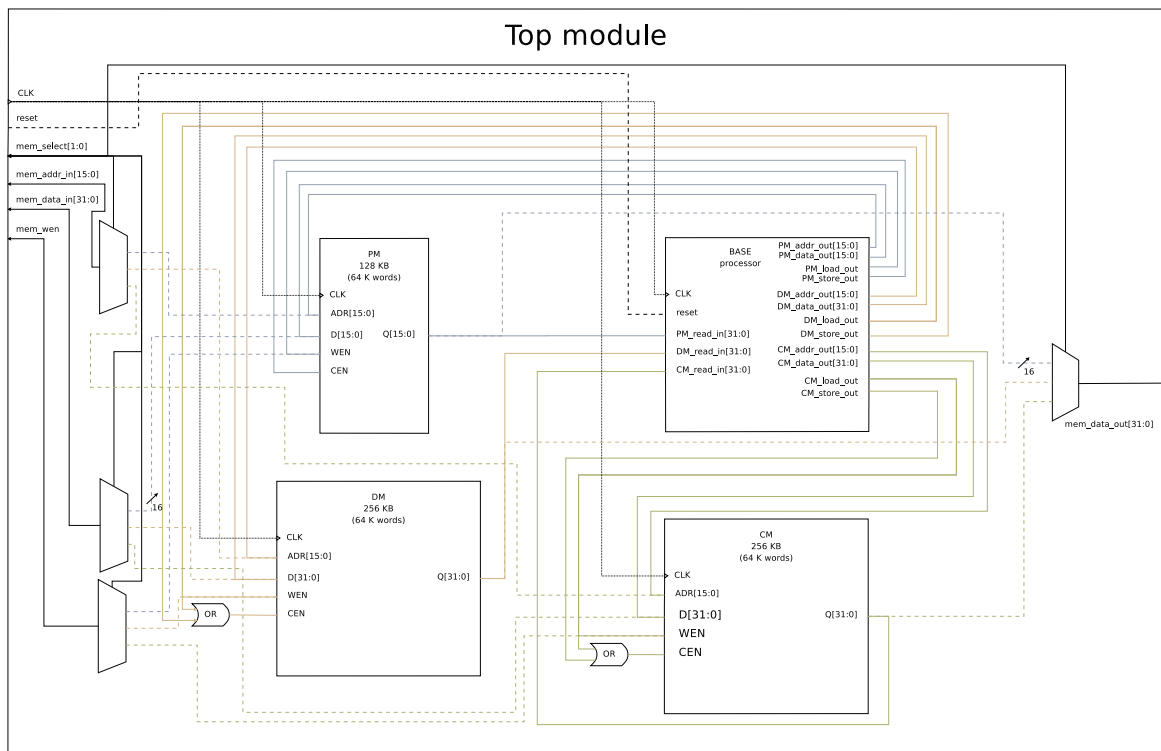 Top module
CLK
reset
mem_select[1:0]
mem_addr_in[15:0]
mem_data_in[31:0]
mem_wen
PM
128 KB
(64 K words)
CLK
ADR[15:0]
D[15:0]
WEN
CEN
Q[15:0]
BASE
processor
CLK
reset
PM_read_in[31:0]
DM_read_in[31:0]
CM_read_in[31:0]
PM_addr_out[15:0]
PM_data_out[15:0]
PM_load_out
PM_store_out
DM_addr_out[15:0]
DM_data_out[31:0]
DM_load_out
DM_store_out
CM_addr_out[15:0]
CM_data_out[31:0]
CM_load_out
CM_store_out
16
mem_data_out[31:0]
16
DM
256 KB
(64 K words)
CLK
ADR[15:0]
D[31:0]
WEN
CEN
Q[31:0]
OR
CM
256 KB
(64 K words)
CLK
ADR[15:0]
D[31:0]
WEN
CEN
Q[31:0]
OR